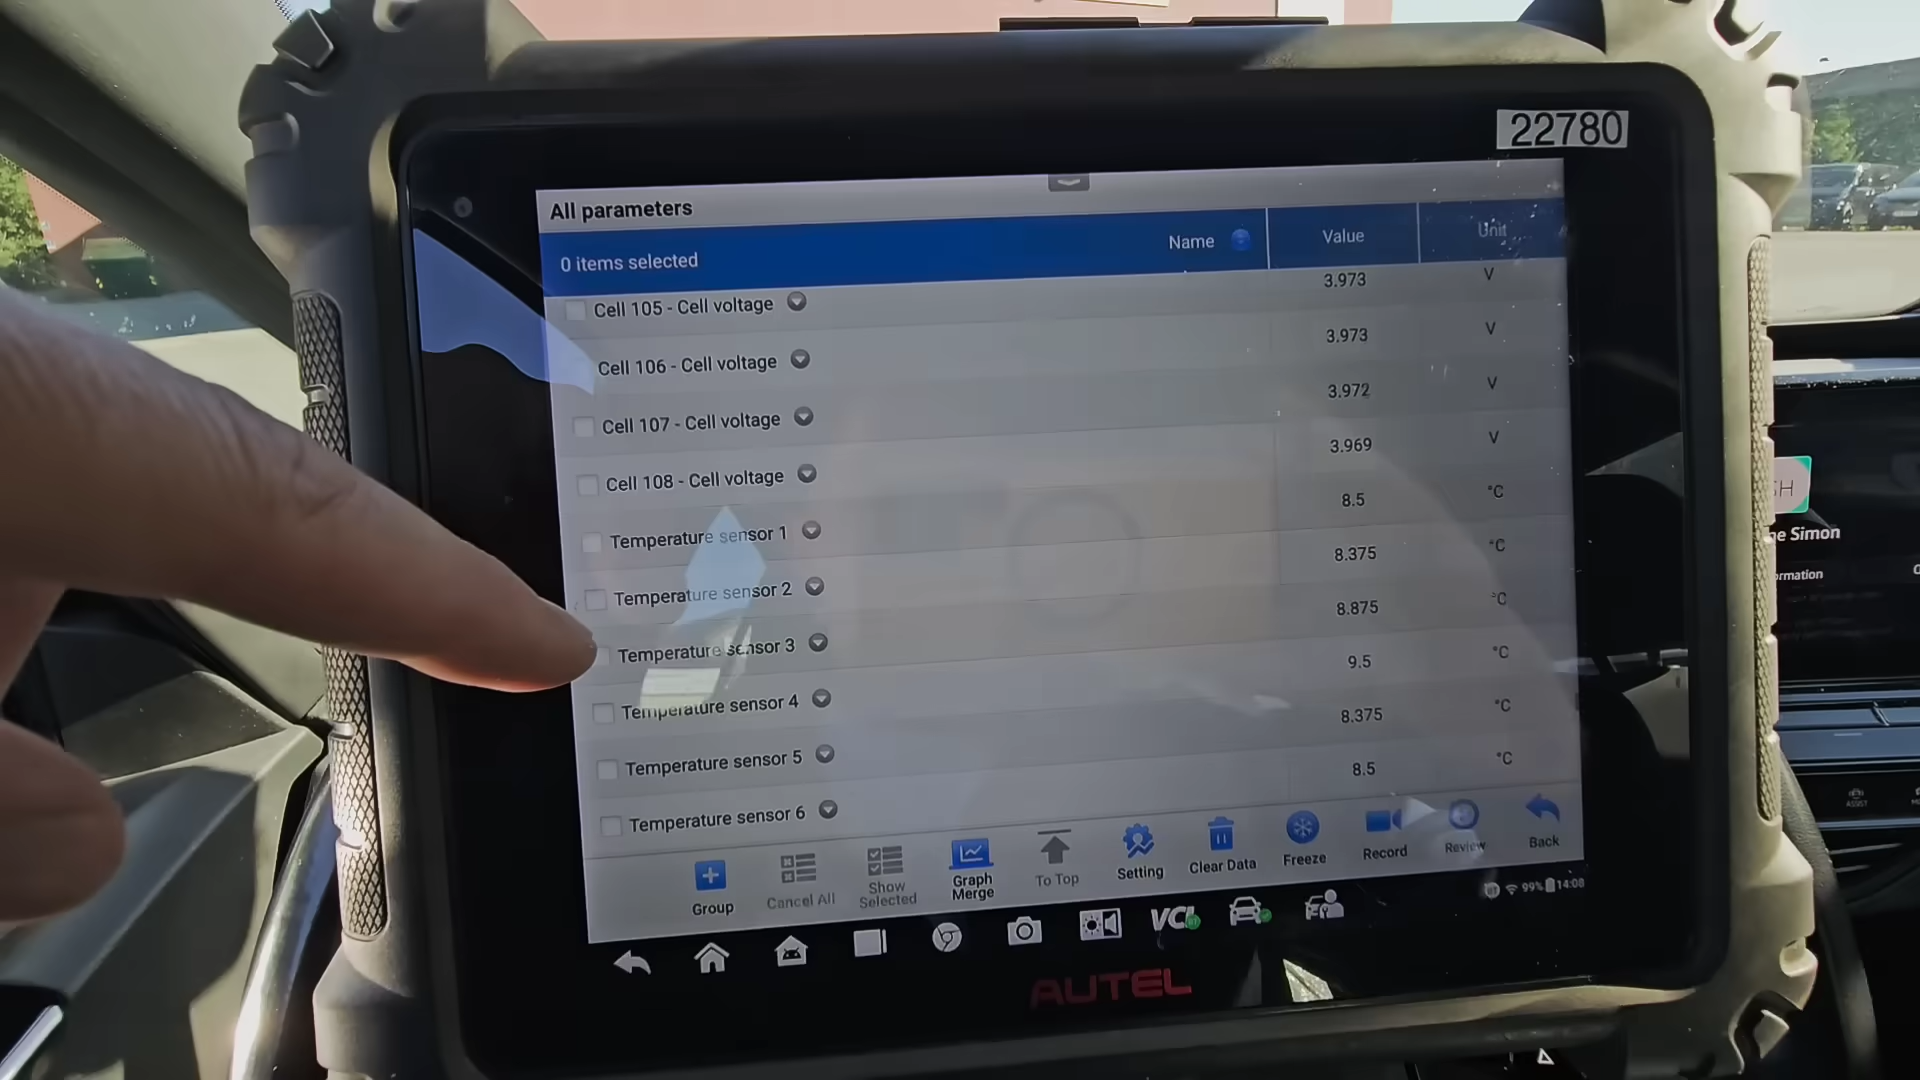 22780
All parameters
0 items selected Name Value Unit
Cell 105 - Cell voltage 3.973 V
Cell 106 - Cell voltage 3.973 V
Cell 107 - Cell voltage 3.972 V
Cell 108 - Cell voltage 3.969 V
Temperature sensor 1 8.5 °C
Temperature sensor 2 8.375 °C
Temperature sensor 3 8.875 °C
Temperature sensor 4 9.5 °C
Temperature sensor 5 8.375 °C
Temperature sensor 6 8.5 °C
Group Cancel All Show Selected Graph Merge To Top Setting Clear Data Freeze Record Review Back
99% 14:08
VCI
AUTEL
SH
e Simon
rmation
ASSIST